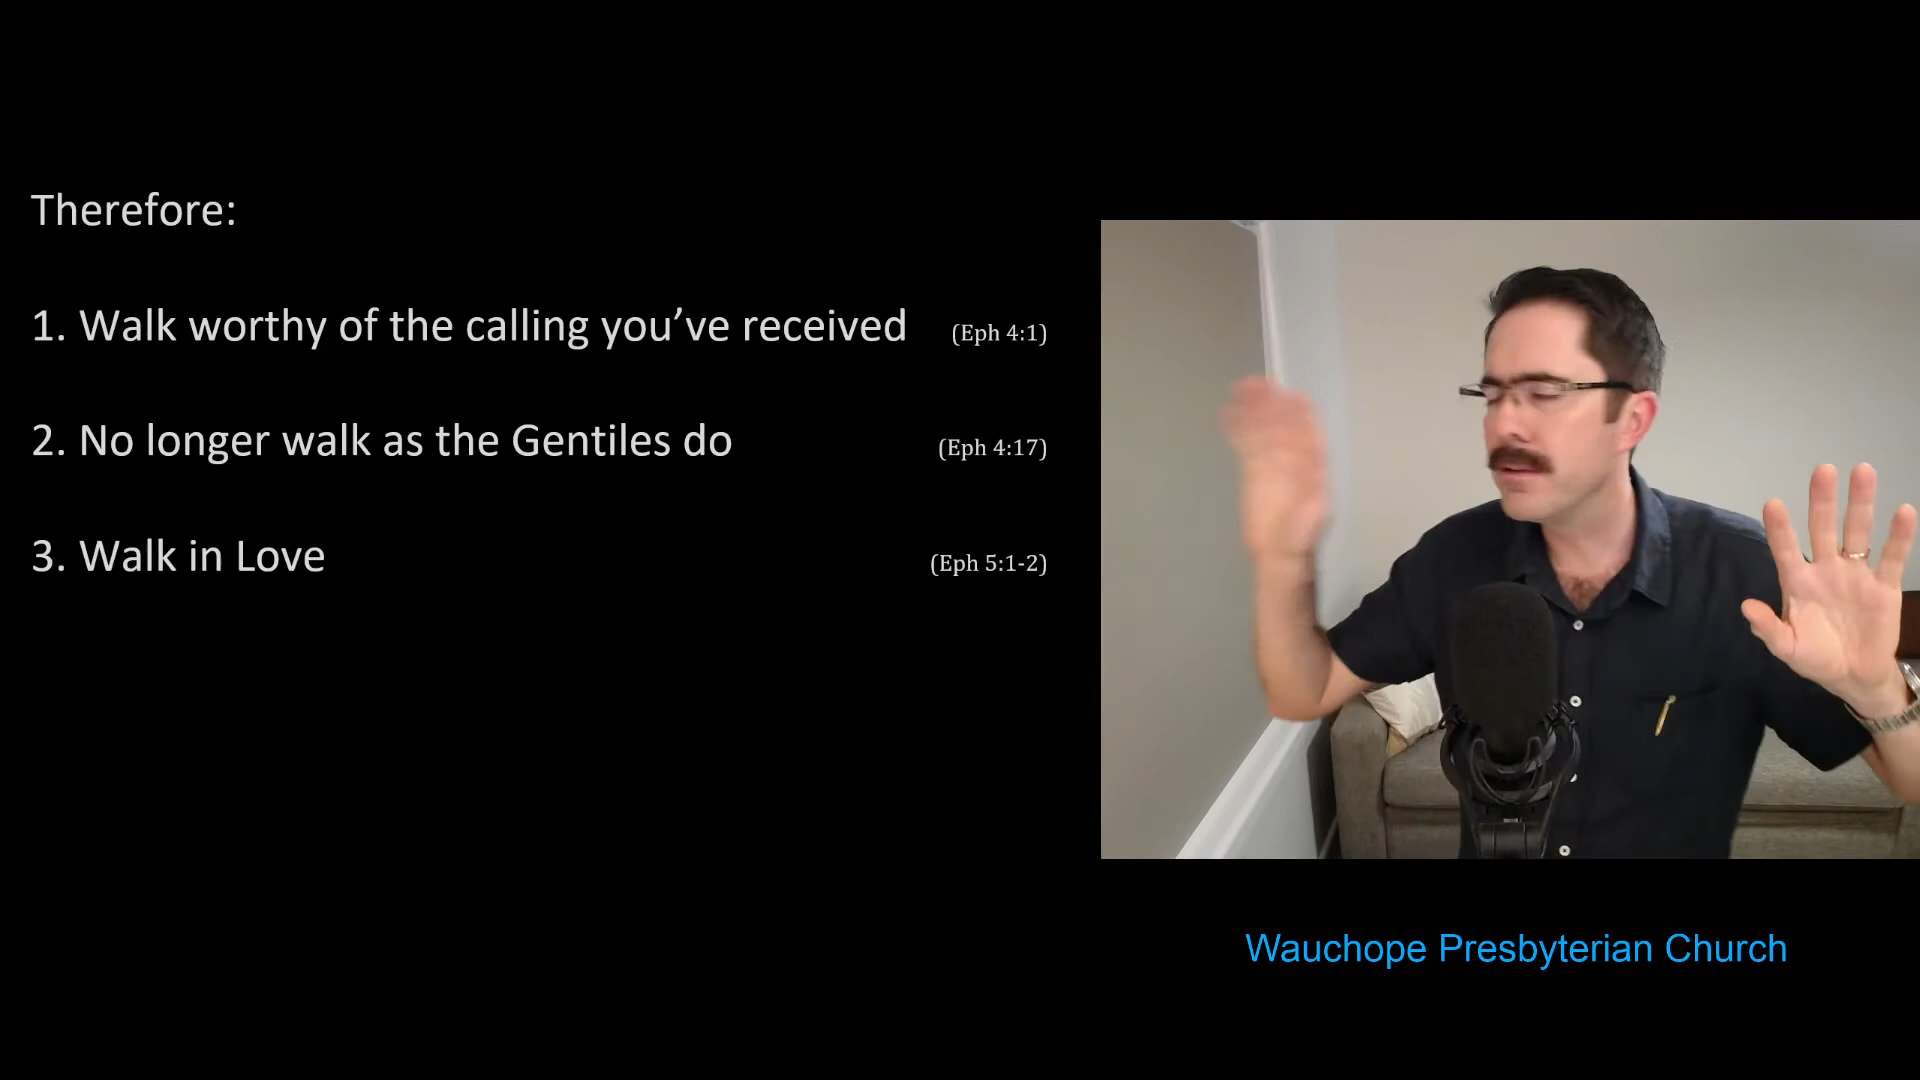 Therefore:
1. Walk worthy of the calling you’ve received (Eph 4:1)
2. No longer walk as the Gentiles do (Eph 4:17)
3. Walk in Love (Eph 5:1-2)
Wauchope Presbyterian Church